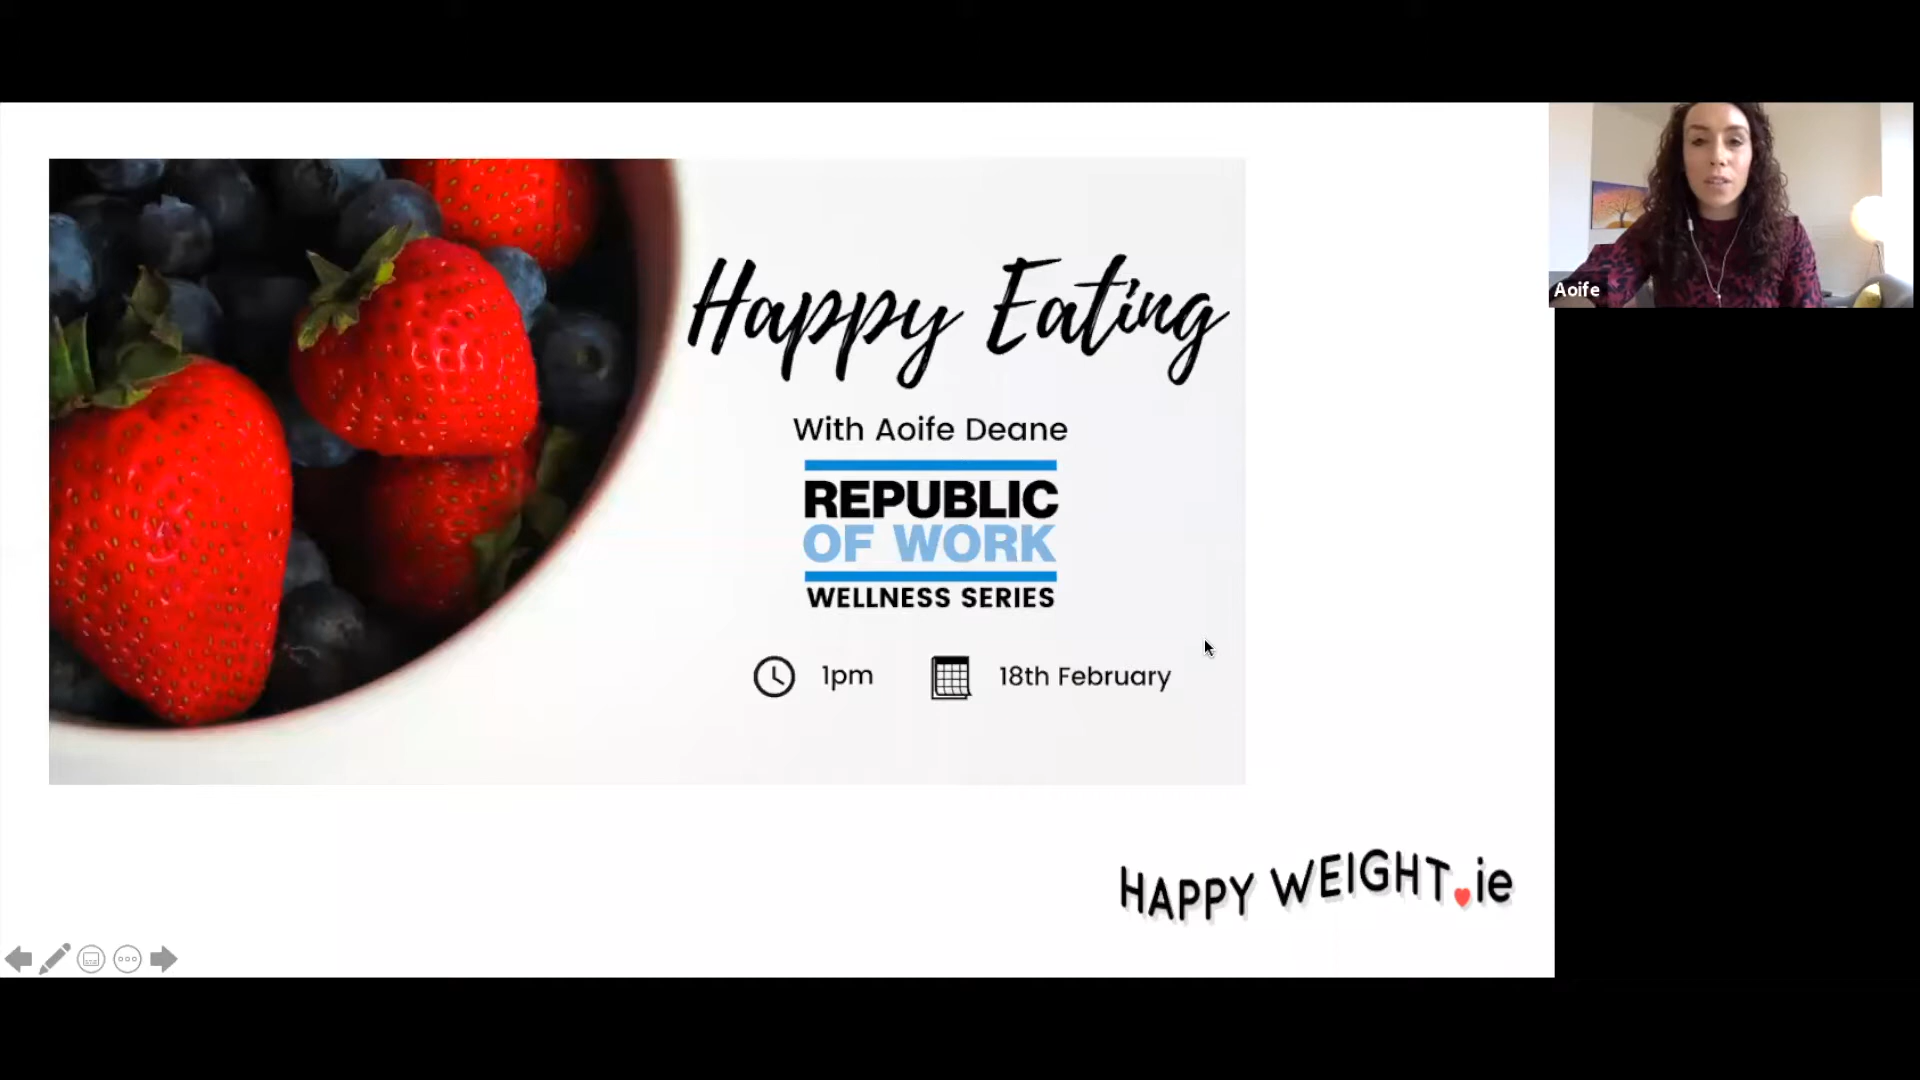 Happy Eating
With Aoife Deane
REPUBLIC
OF WORK
WELLNESS SERIES
1pm
18th February
Aoife
HAPPY WEIGHT.ie